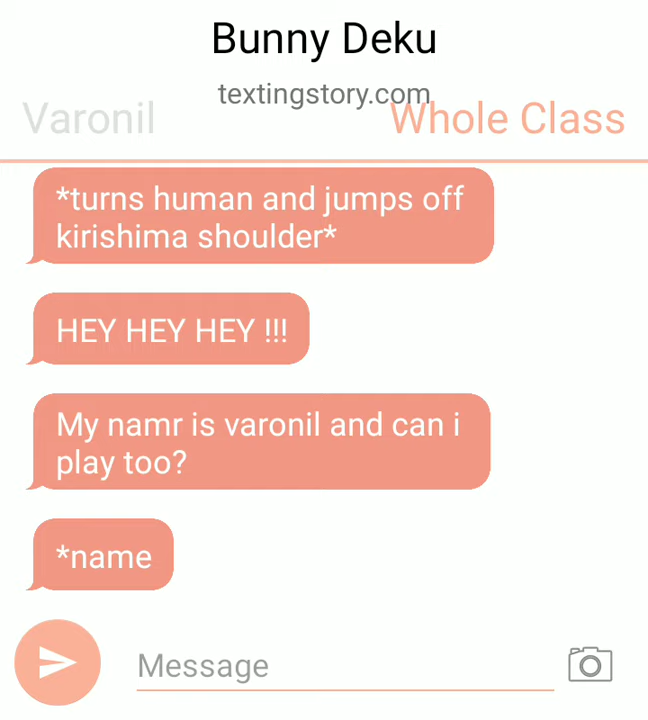 Bunny Deku
textingstory.com
Varonil
Whole Class
*turns human and jumps off
kirishima shoulder*
HEY HEY HEY !!!
My namr is varonil and can i
play too?
*name
Message